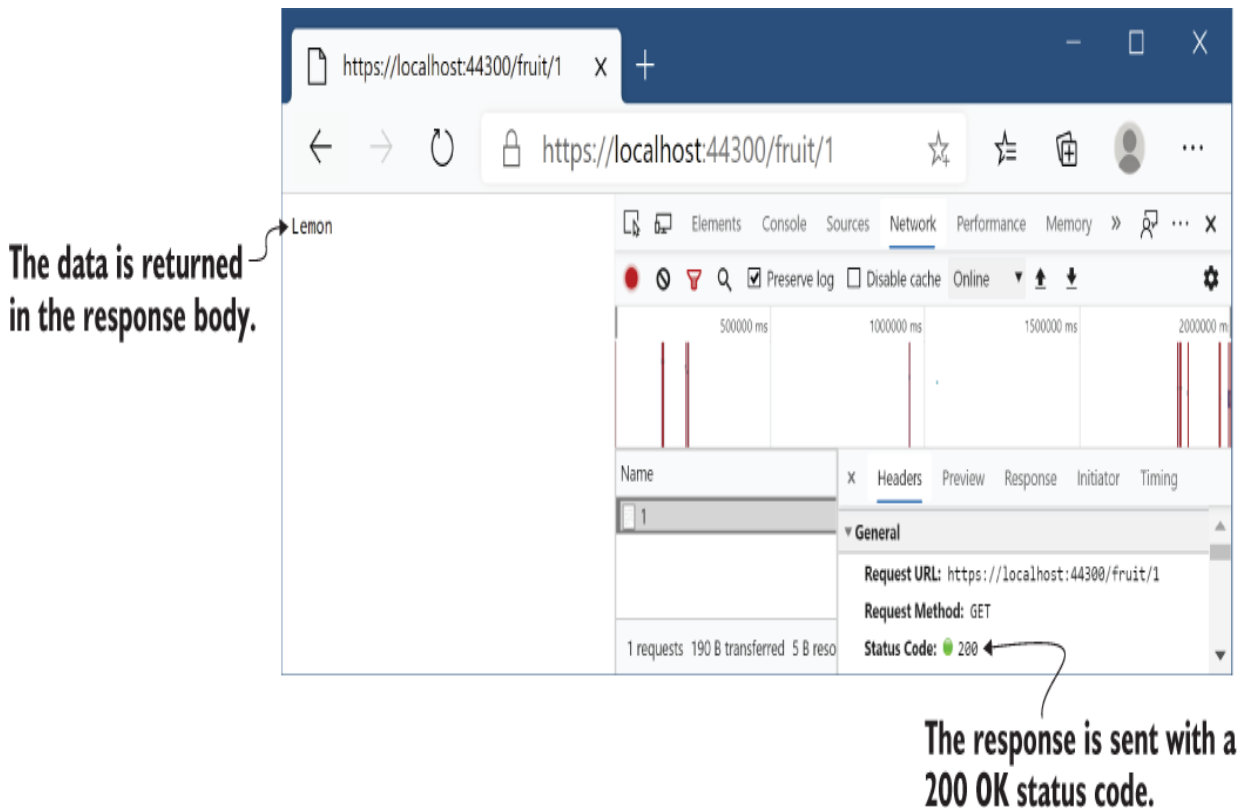 https://localhost:44300/fruit/1
https://localhost:44300/fruit/1
Lemon
The data is returned
in the response body.
Elements Console Sources Network Performance Memory
Preserve log Disable cache Online
500000 ms 1000000 ms 1500000 ms 2000000 m
Name
1
1 requests 190 B transferred 5 B reso
Headers Preview Response Initiator Timing
General
Request URL: https://localhost:44300/fruit/1
Request Method: GET
Status Code: 200
The response is sent with a
200 OK status code.